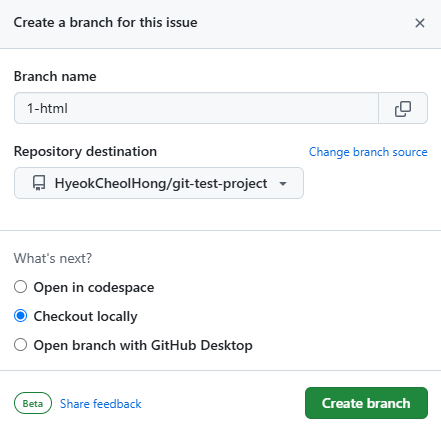 Create a branch for this issue
Branch name
1-html
Repository destination
Change branch source
HyeokCheolHong/git-test-project
What's next?
Open in codespace
Checkout locally
Open branch with GitHub Desktop
Beta
Share feedback
Create branch